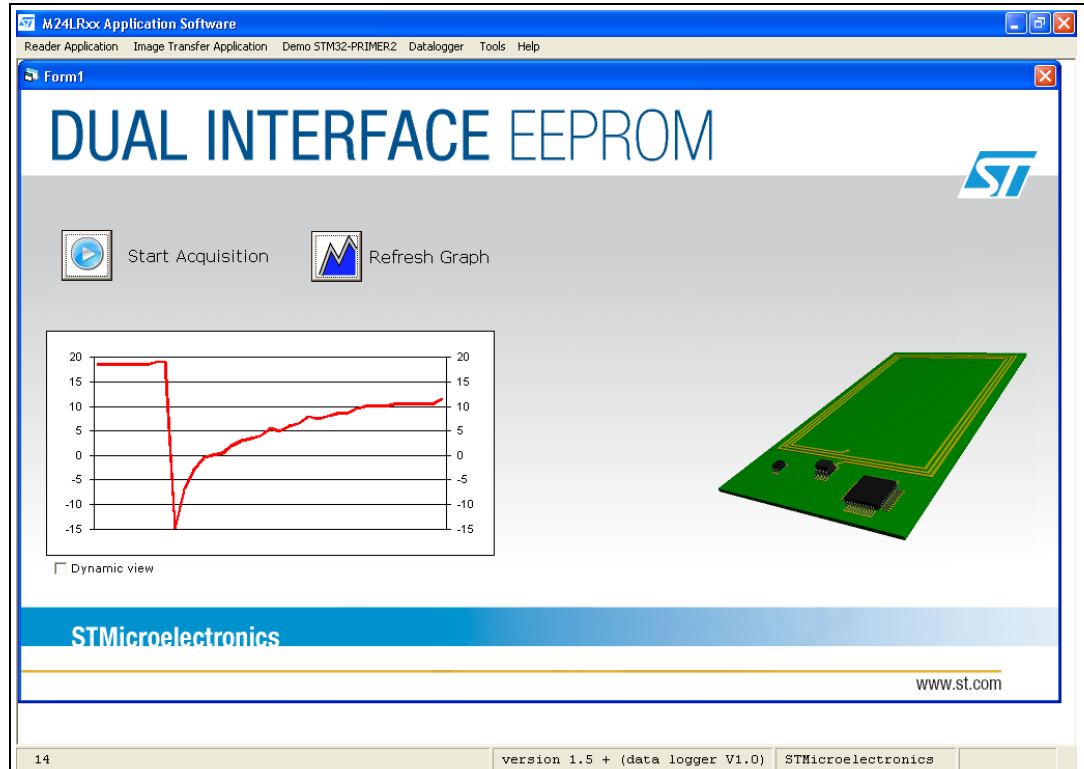 M24LRxx Application Software
Reader Application Image Transfer Application Demo STM32-PRIMER2 Datalogger Tools Help
Form1
DUAL INTERFACE EEPROM
ST
Start Acquisition Refresh Graph
20 20
15 15
10 10
5 5
0 0
-5 -5
-10 -10
-15 -15
Dynamic view
STMicroelectronics
www.st.com
14 version 1.5 + (data logger V1.0) STMicroelectronics